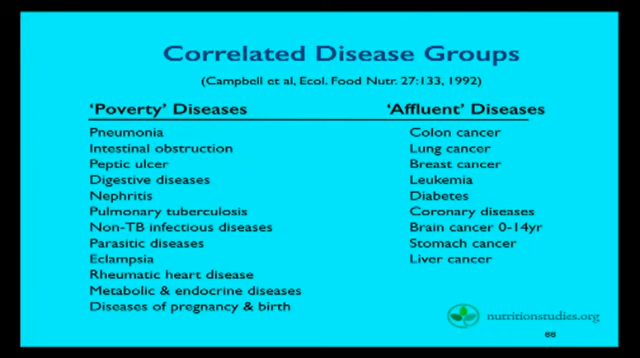 Correlated Disease Groups
(Campbell et al, Ecol. Food Nutr. 27:133, 1992)
‘Poverty’ Diseases
Pneumonia
Intestinal obstruction
Peptic ulcer
Digestive diseases
Nephritis
Pulmonary tuberculosis
Non-TB infectious diseases
Parasitic diseases
Eclampsia
Rheumatic heart disease
Metabolic & endocrine diseases
Diseases of pregnancy & birth
‘Affluent’ Diseases
Colon cancer
Lung cancer
Breast cancer
Leukemia
Diabetes
Coronary diseases
Brain cancer 0-14yr
Stomach cancer
Liver cancer
nutritionstudies.org
66